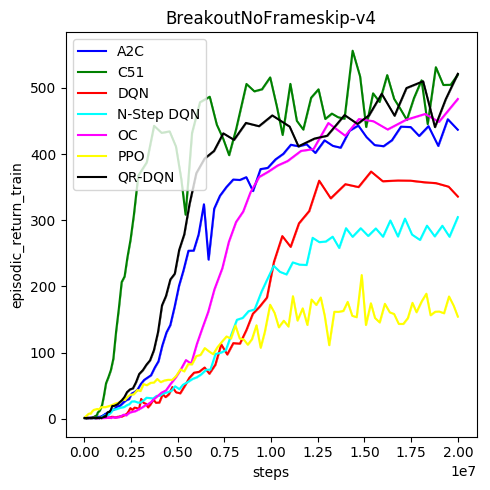 BreakoutNoFrameskip-v4
A2C
C51
DQN
N-Step DQN
OC
PPO
QR-DQN
episodic_return_train
500
400
300
200
100
0
0.00 0.25 0.50 0.75 1.00 1.25 1.50 1.75 2.00
steps
1e7